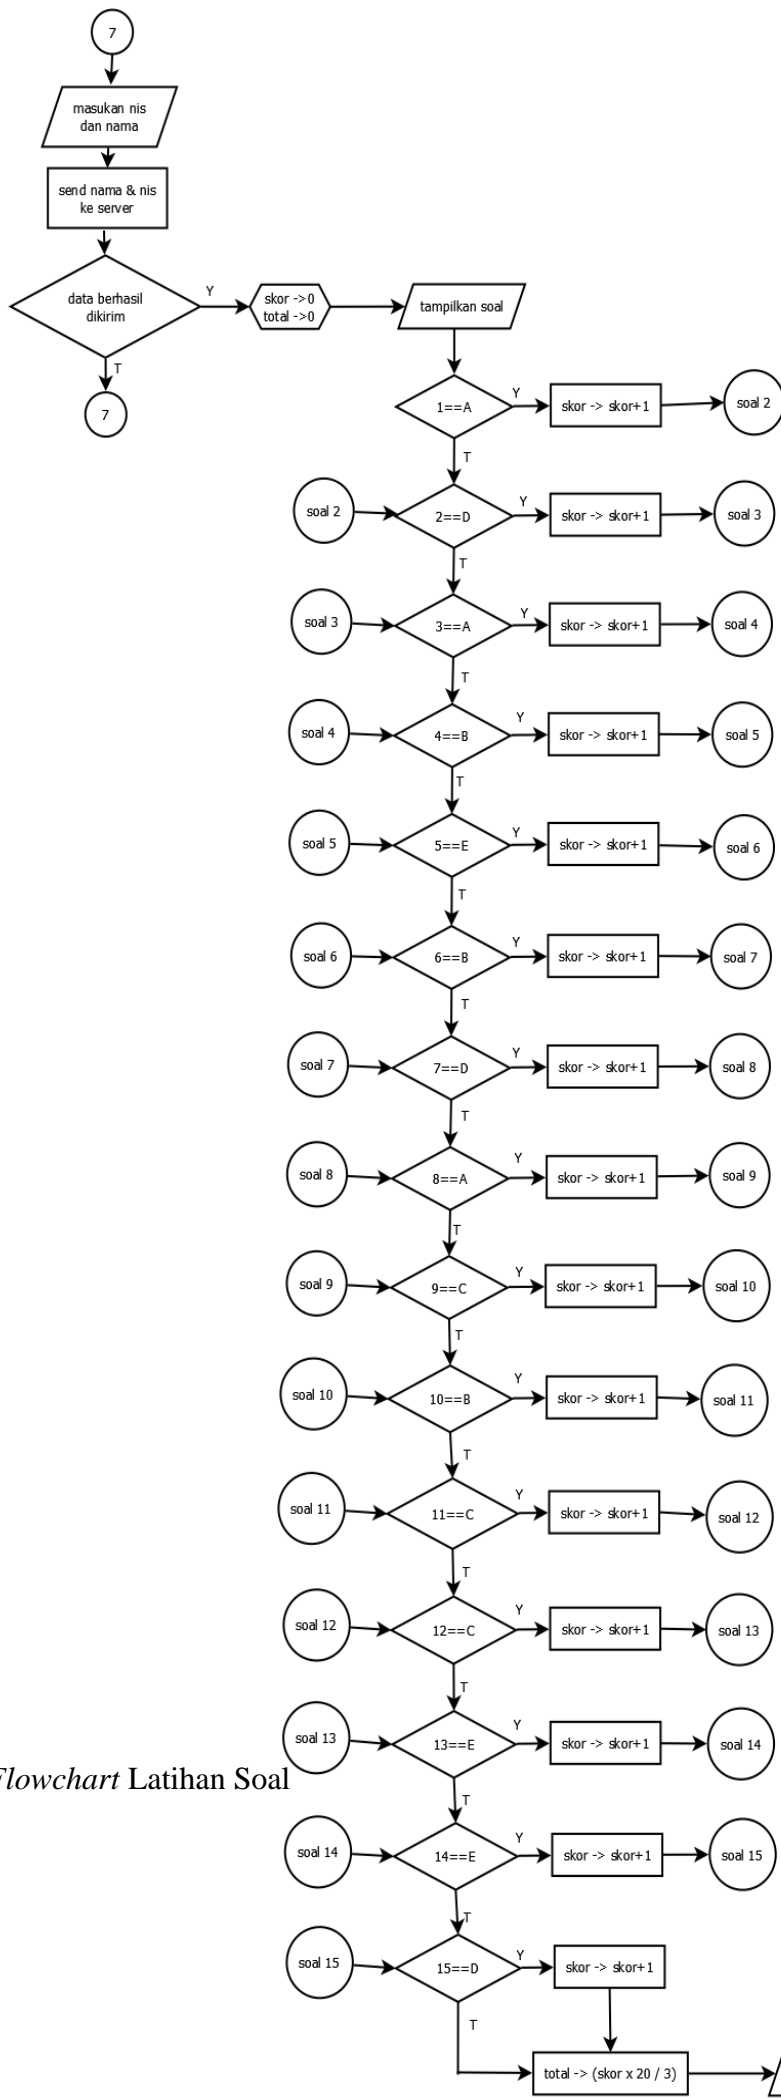 7
masukan nis
dan nama
send nama & nis
ke server
data berhasil
dikirim
Y
skor ->0
total ->0
tampilkan soal
T
7
1==A
Y
skor -> skor+1
soal 2
T
soal 2
2==D
Y
skor -> skor+1
soal 3
T
soal 3
3==A
Y
skor -> skor+1
soal 4
T
soal 4
4==B
Y
skor -> skor+1
soal 5
T
soal 5
5==E
Y
skor -> skor+1
soal 6
T
soal 6
6==B
Y
skor -> skor+1
soal 7
T
soal 7
7==D
Y
skor -> skor+1
soal 8
T
soal 8
8==A
Y
skor -> skor+1
soal 9
T
soal 9
9==C
Y
skor -> skor+1
soal 10
T
soal 10
10==B
Y
skor -> skor+1
soal 11
T
soal 11
11==C
Y
skor -> skor+1
soal 12
T
soal 12
12==C
Y
skor -> skor+1
soal 13
T
soal 13
13==E
Y
skor -> skor+1
soal 14
T
Flowchart Latihan Soal
soal 14
14==E
Y
skor -> skor+1
soal 15
T
soal 15
15==D
Y
skor -> skor+1
T
total -> (skor x 20 / 3)